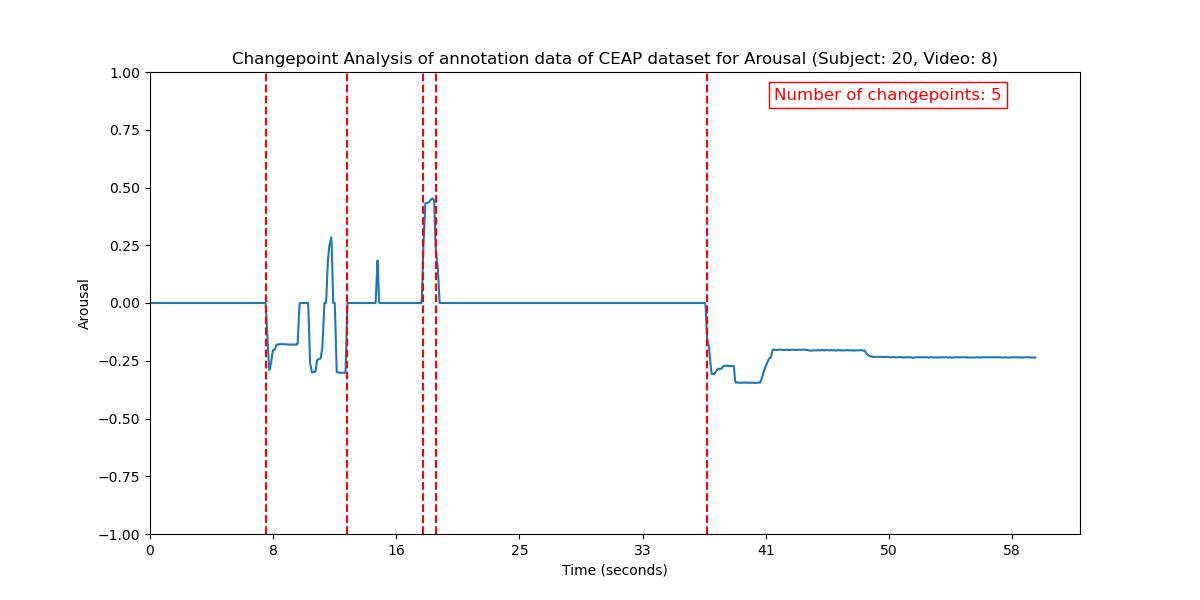 Changepoint Analysis of annotation data of CEAP dataset for Arousal (Subject: 20, Video: 8)
Number of changepoints: 5
1.00
0.75
0.50
0.25
0.00
−0.25
−0.50
−0.75
−1.00
Arousal
0 8 16 25 33 41 50 58
Time (seconds)